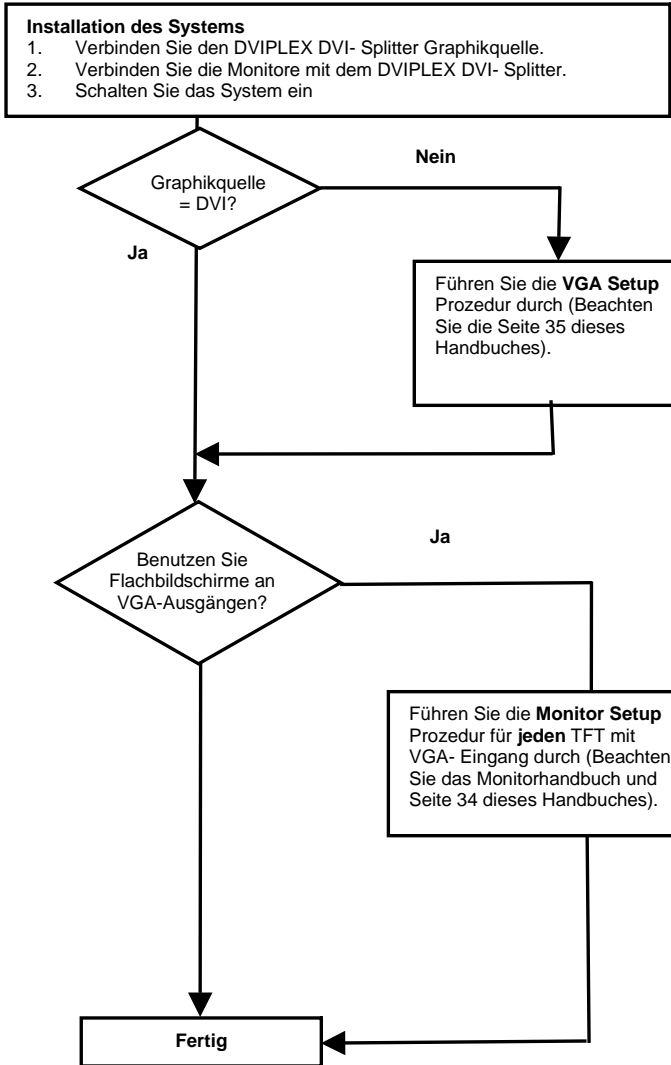 Installation des Systems
1. Verbinden Sie den DVIPLEX DVI- Splitter Graphikquelle.
2. Verbinden Sie die Monitore mit dem DVIPLEX DVI- Splitter.
3. Schalten Sie das System ein
Nein
Graphikquelle
= DVI?
Ja
Führen Sie die VGA Setup
Prozedur durch (Beachten
Sie die Seite 35 dieses
Handbuches).
Ja
Benutzen Sie
Flachbildschirme an
VGA-Ausgängen?
Führen Sie die Monitor Setup
Prozedur für jeden TFT mit
VGA- Eingang durch (Beachten
Sie das Monitorhandbuch und
Seite 34 dieses Handbuches).
Fertig